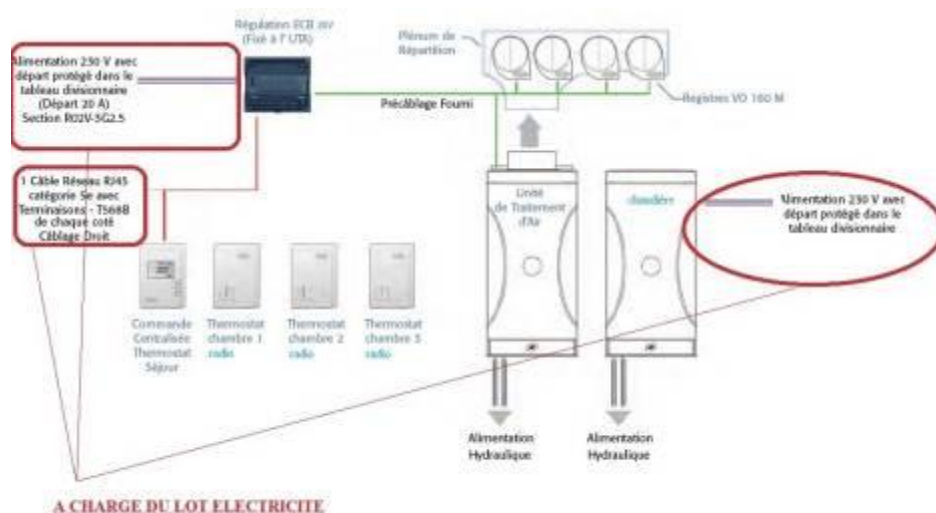 Régulation ECB
(Fixé à l' UTA)
Plénum de
Répartition
Alimentation 230 V avec
départ protégé dans le
tableau divisionnaire
(Départ 20 A)
Section R02V-3G2.5
Précâblage Fourni
Registres VD 160 M
1 Câble Réseau RJ45
catégorie 5e avec
Terminaisons - T568B
de chaque coté
Câblage Droit
Unité
de Traitement
d'Air
chaudière
Alimentation 230 V avec
départ protégé dans le
tableau divisionnaire
Commande
Centralisée
Thermostat
Séjour
Thermostat
chambre 1
radio
Thermostat
chambre 2
radio
Thermostat
chambre 3
radio
Alimentation
Hydraulique
Alimentation
Hydraulique
A CHARGE DU LOT ELECTRICITE